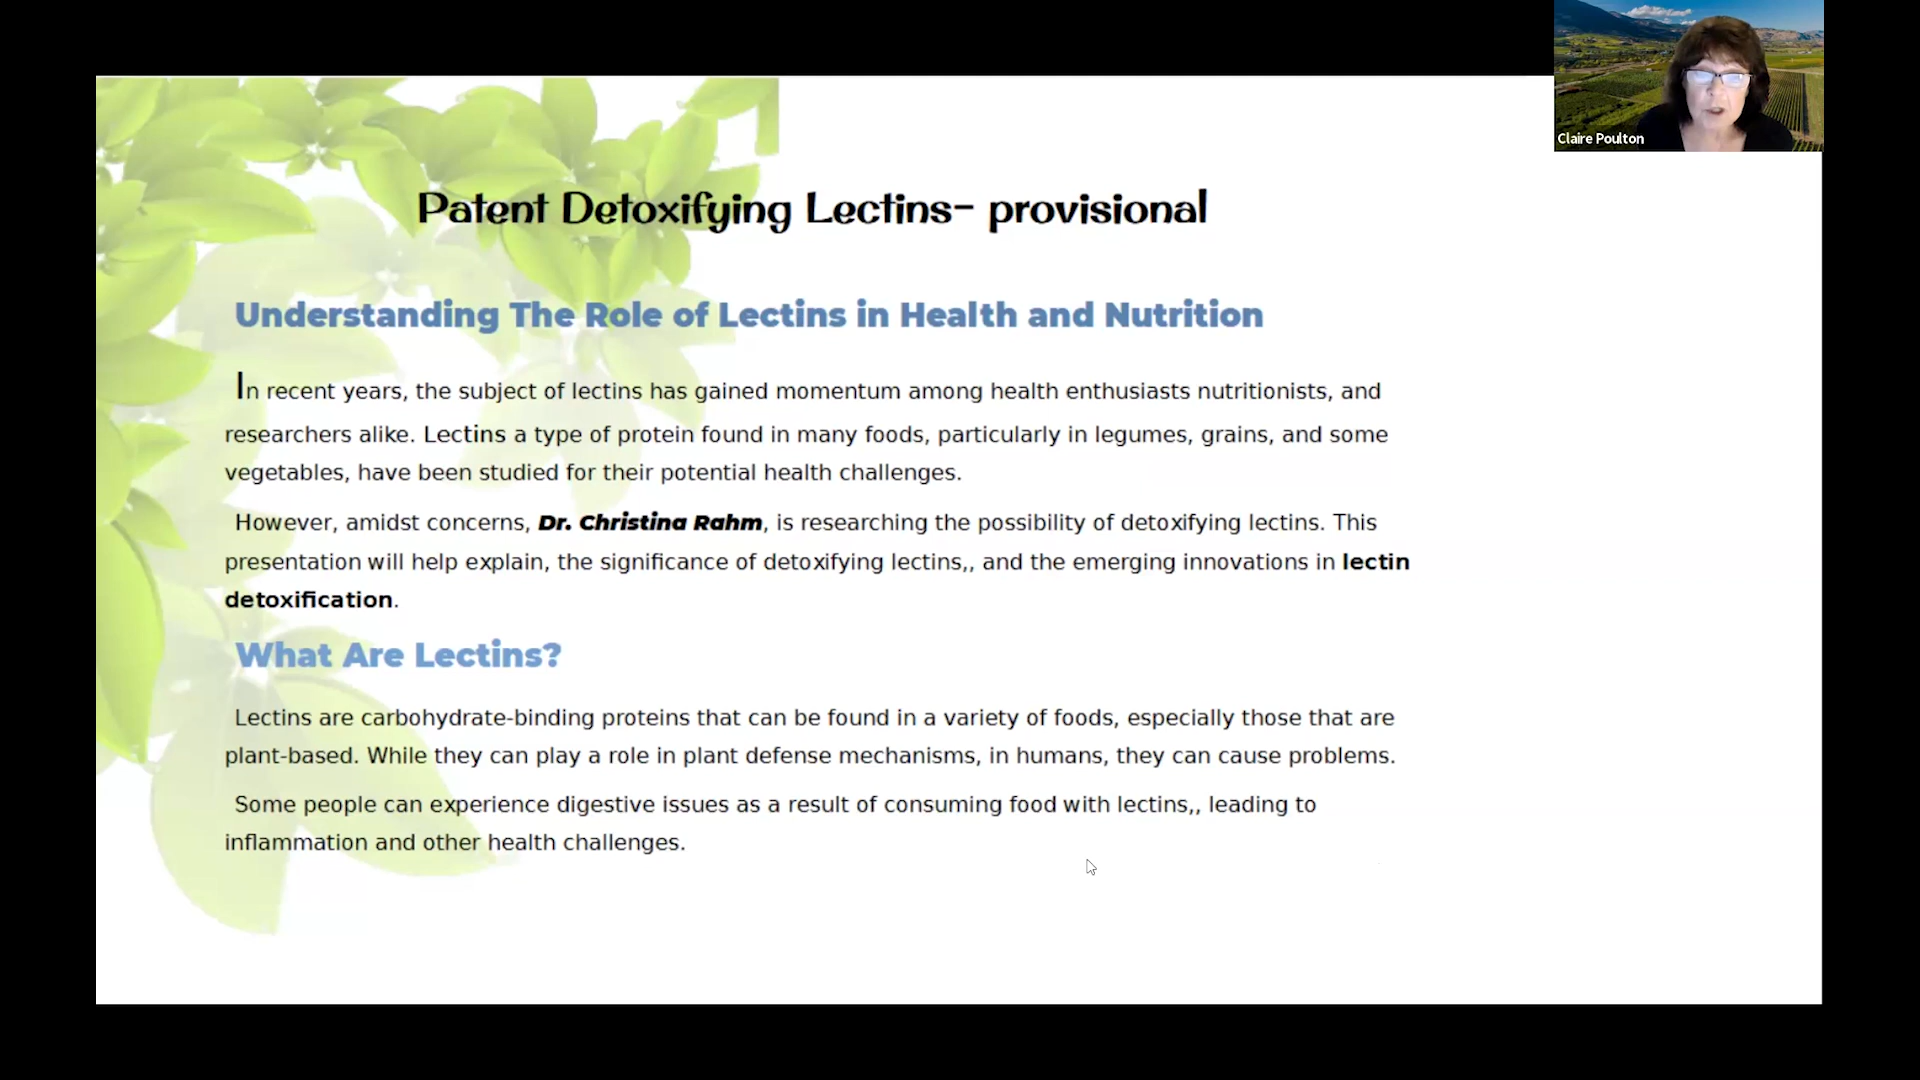 Claire Poulton
Patent Detoxifying Lectins- provisional
Understanding The Role of Lectins in Health and Nutrition
In recent years, the subject of lectins has gained momentum among health enthusiasts nutritionists, and
researchers alike. Lectins a type of protein found in many foods, particularly in legumes, grains, and some
vegetables, have been studied for their potential health challenges.
However, amidst concerns, Dr. Christina Rahm, is researching the possibility of detoxifying lectins. This
presentation will help explain, the significance of detoxifying lectins,, and the emerging innovations in lectin
detoxification.
What Are Lectins?
Lectins are carbohydrate-binding proteins that can be found in a variety of foods, especially those that are
plant-based. While they can play a role in plant defense mechanisms, in humans, they can cause problems.
Some people can experience digestive issues as a result of consuming food with lectins,, leading to
inflammation and other health challenges.